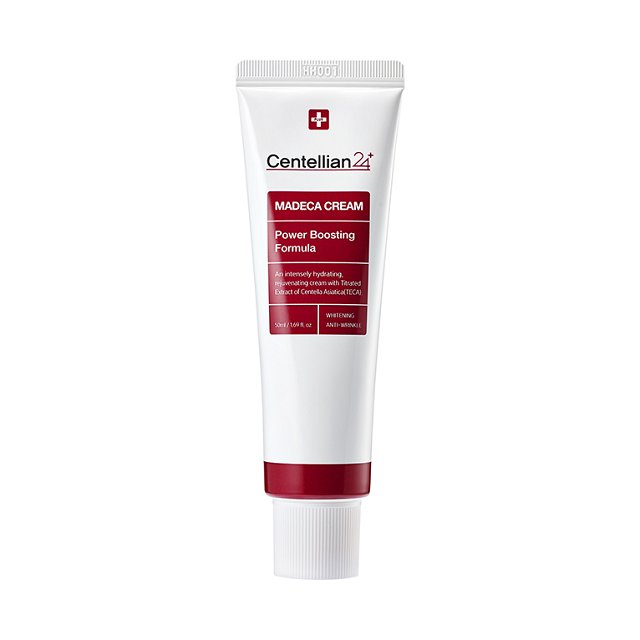 HH001
Centellian24+
MADECA CREAM
Power Boosting
Formula
An intensely hydrating,
rejuvenating cream with Titrated
Extract of Centella Asiatica(TECA)
50ml / 1.69 fl. oz
WHITENING
ANTI-WRINKLE